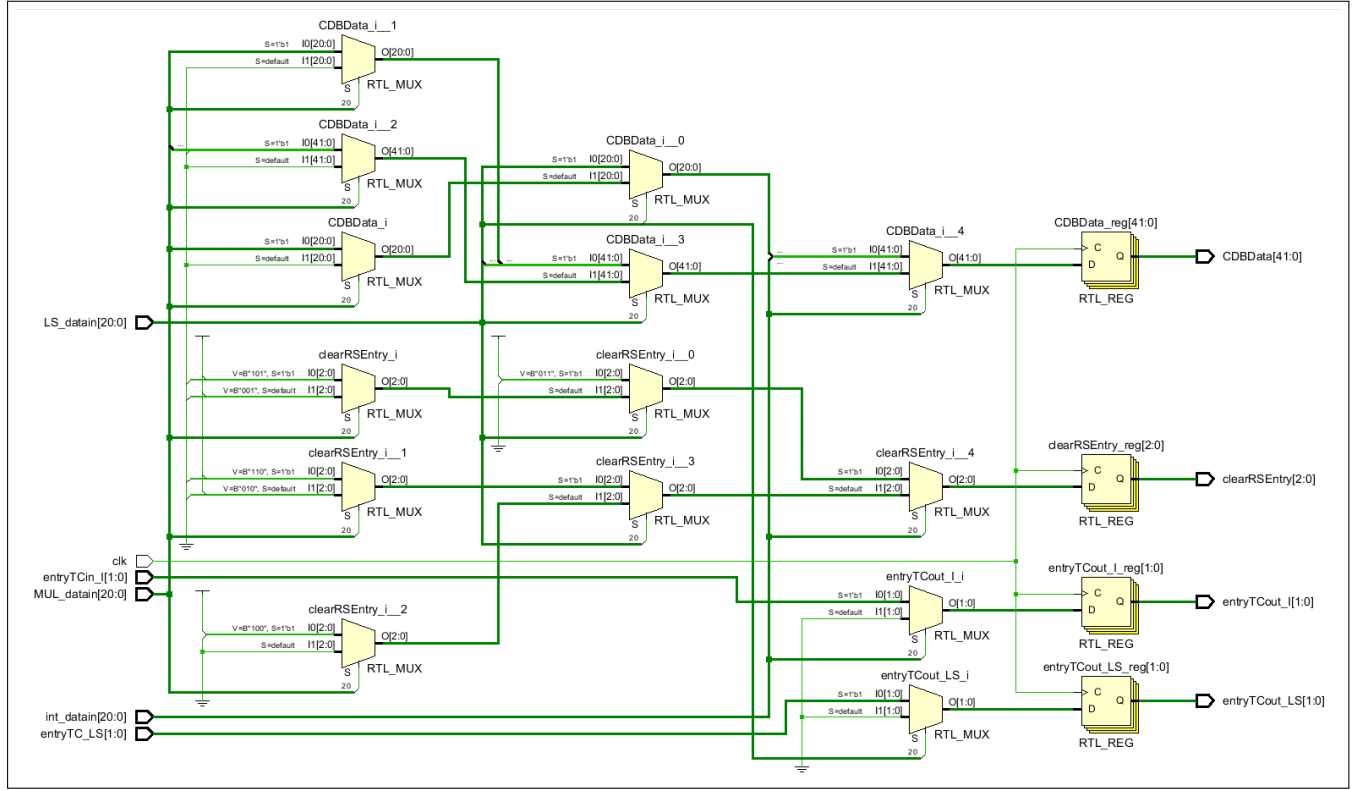 CDBData_i__1
S=1'b1 I0[20:0]
S=default I1[20:0]
O[20:0]
S
RTL_MUX
20
CDBData_i__2
... S=1'b1 I0[41:0]
S=default I1[41:0]
O[41:0]
S
RTL_MUX
20
CDBData_i
S=1'b1 I0[20:0]
S=default I1[20:0]
O[20:0]
S
RTL_MUX
20
CDBData_i__0
S=1'b1 I0[20:0]
S=default I1[20:0]
O[20:0]
S
RTL_MUX
20
CDBData_i__3
... ... S=1'b1 I0[41:0]
S=default I1[41:0]
O[41:0]
S
RTL_MUX
20
CDBData_i__4
... S=1'b1 I0[41:0]
... S=default I1[41:0]
O[41:0]
S
RTL_MUX
20
CDBData_reg[41:0]
C
D
Q
RTL_REG
CDBData[41:0]
LS_datain[20:0]
clearRSEntry_i
V=B"101", S=1'b1 I0[2:0]
V=B"001", S=default I1[2:0]
O[2:0]
S
RTL_MUX
20
clearRSEntry_i__0
V=B"011", S=1'b1 I0[2:0]
S=default I1[2:0]
O[2:0]
S
RTL_MUX
20
clearRSEntry_i__1
V=B"110", S=1'b1 I0[2:0]
V=B"010", S=default I1[2:0]
O[2:0]
S
RTL_MUX
20
clearRSEntry_i__3
S=1'b1 I0[2:0]
S=default I1[2:0]
O[2:0]
S
RTL_MUX
20
clearRSEntry_i__4
S=1'b1 I0[2:0]
S=default I1[2:0]
O[2:0]
S
RTL_MUX
20
clearRSEntry_reg[2:0]
C
D
Q
RTL_REG
clearRSEntry[2:0]
clk
entryTCin_I[1:0]
MUL_datain[20:0]
clearRSEntry_i__2
V=B"100", S=1'b1 I0[2:0]
S=default I1[2:0]
O[2:0]
S
RTL_MUX
20
entryTCout_I_i
S=1'b1 I0[1:0]
S=default I1[1:0]
O[1:0]
S
RTL_MUX
20
entryTCout_I_reg[1:0]
C
D
Q
RTL_REG
entryTCout_I[1:0]
int_datain[20:0]
entryTC_LS[1:0]
entryTCout_LS_i
S=1'b1 I0[1:0]
S=default I1[1:0]
O[1:0]
S
RTL_MUX
20
entryTCout_LS_reg[1:0]
C
D
Q
RTL_REG
entryTCout_LS[1:0]